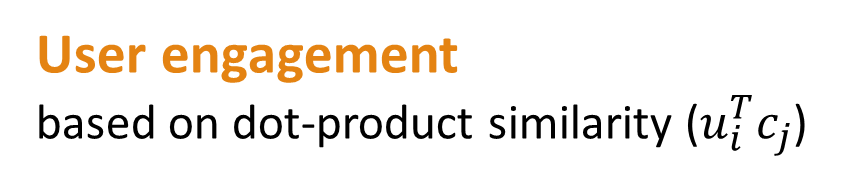 User engagement
based on dot-product similarity ($u_i^T c_j$)